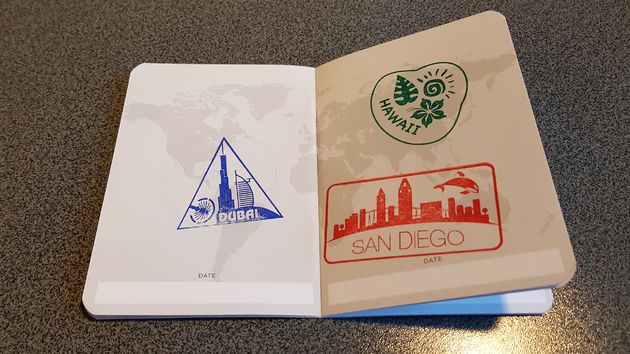 DUBAI
DATE
HAWAII
SAN DIEGO
DATE